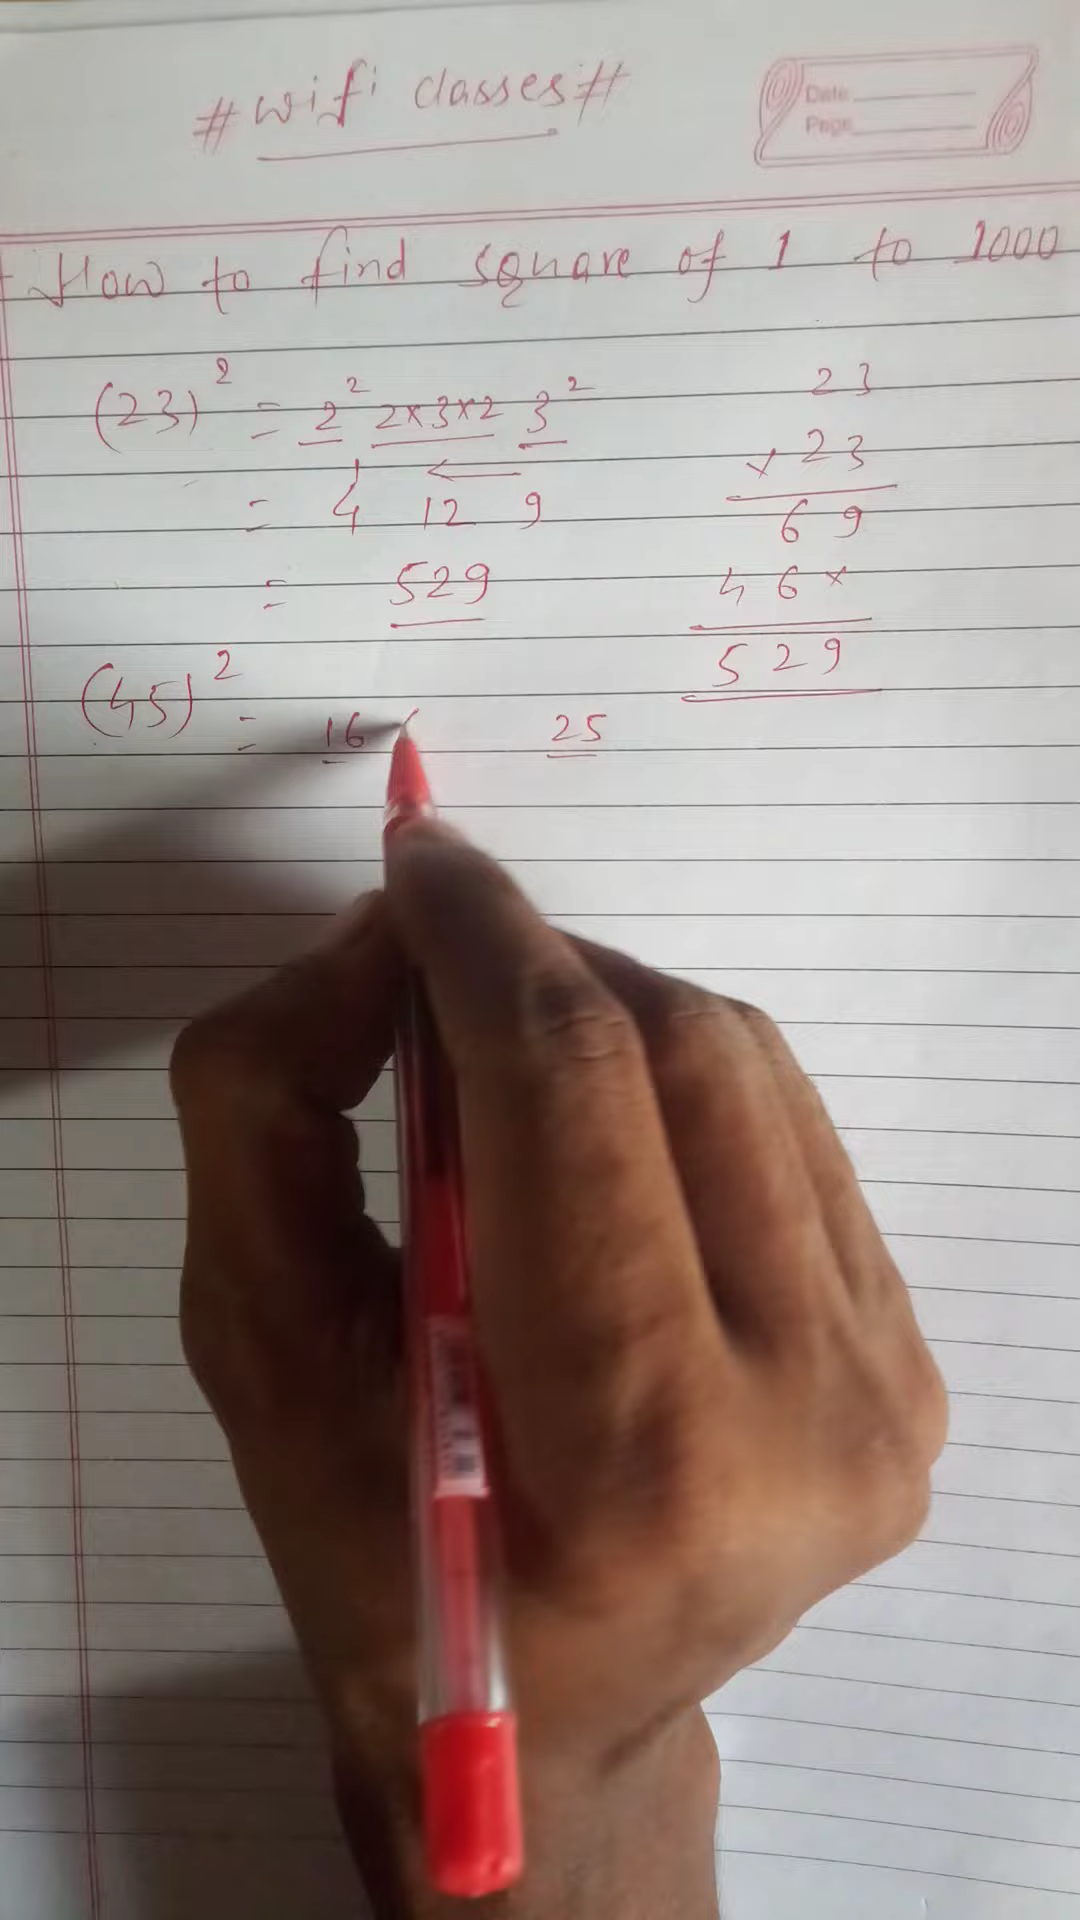 #wifi classes#
Date
Page
How to find square of 1 to 1000
(23)² = 2² 2×3×2 3²
= 4 12 9
= 529
23
× 23
69
46×
529
(45)²
= 16 25